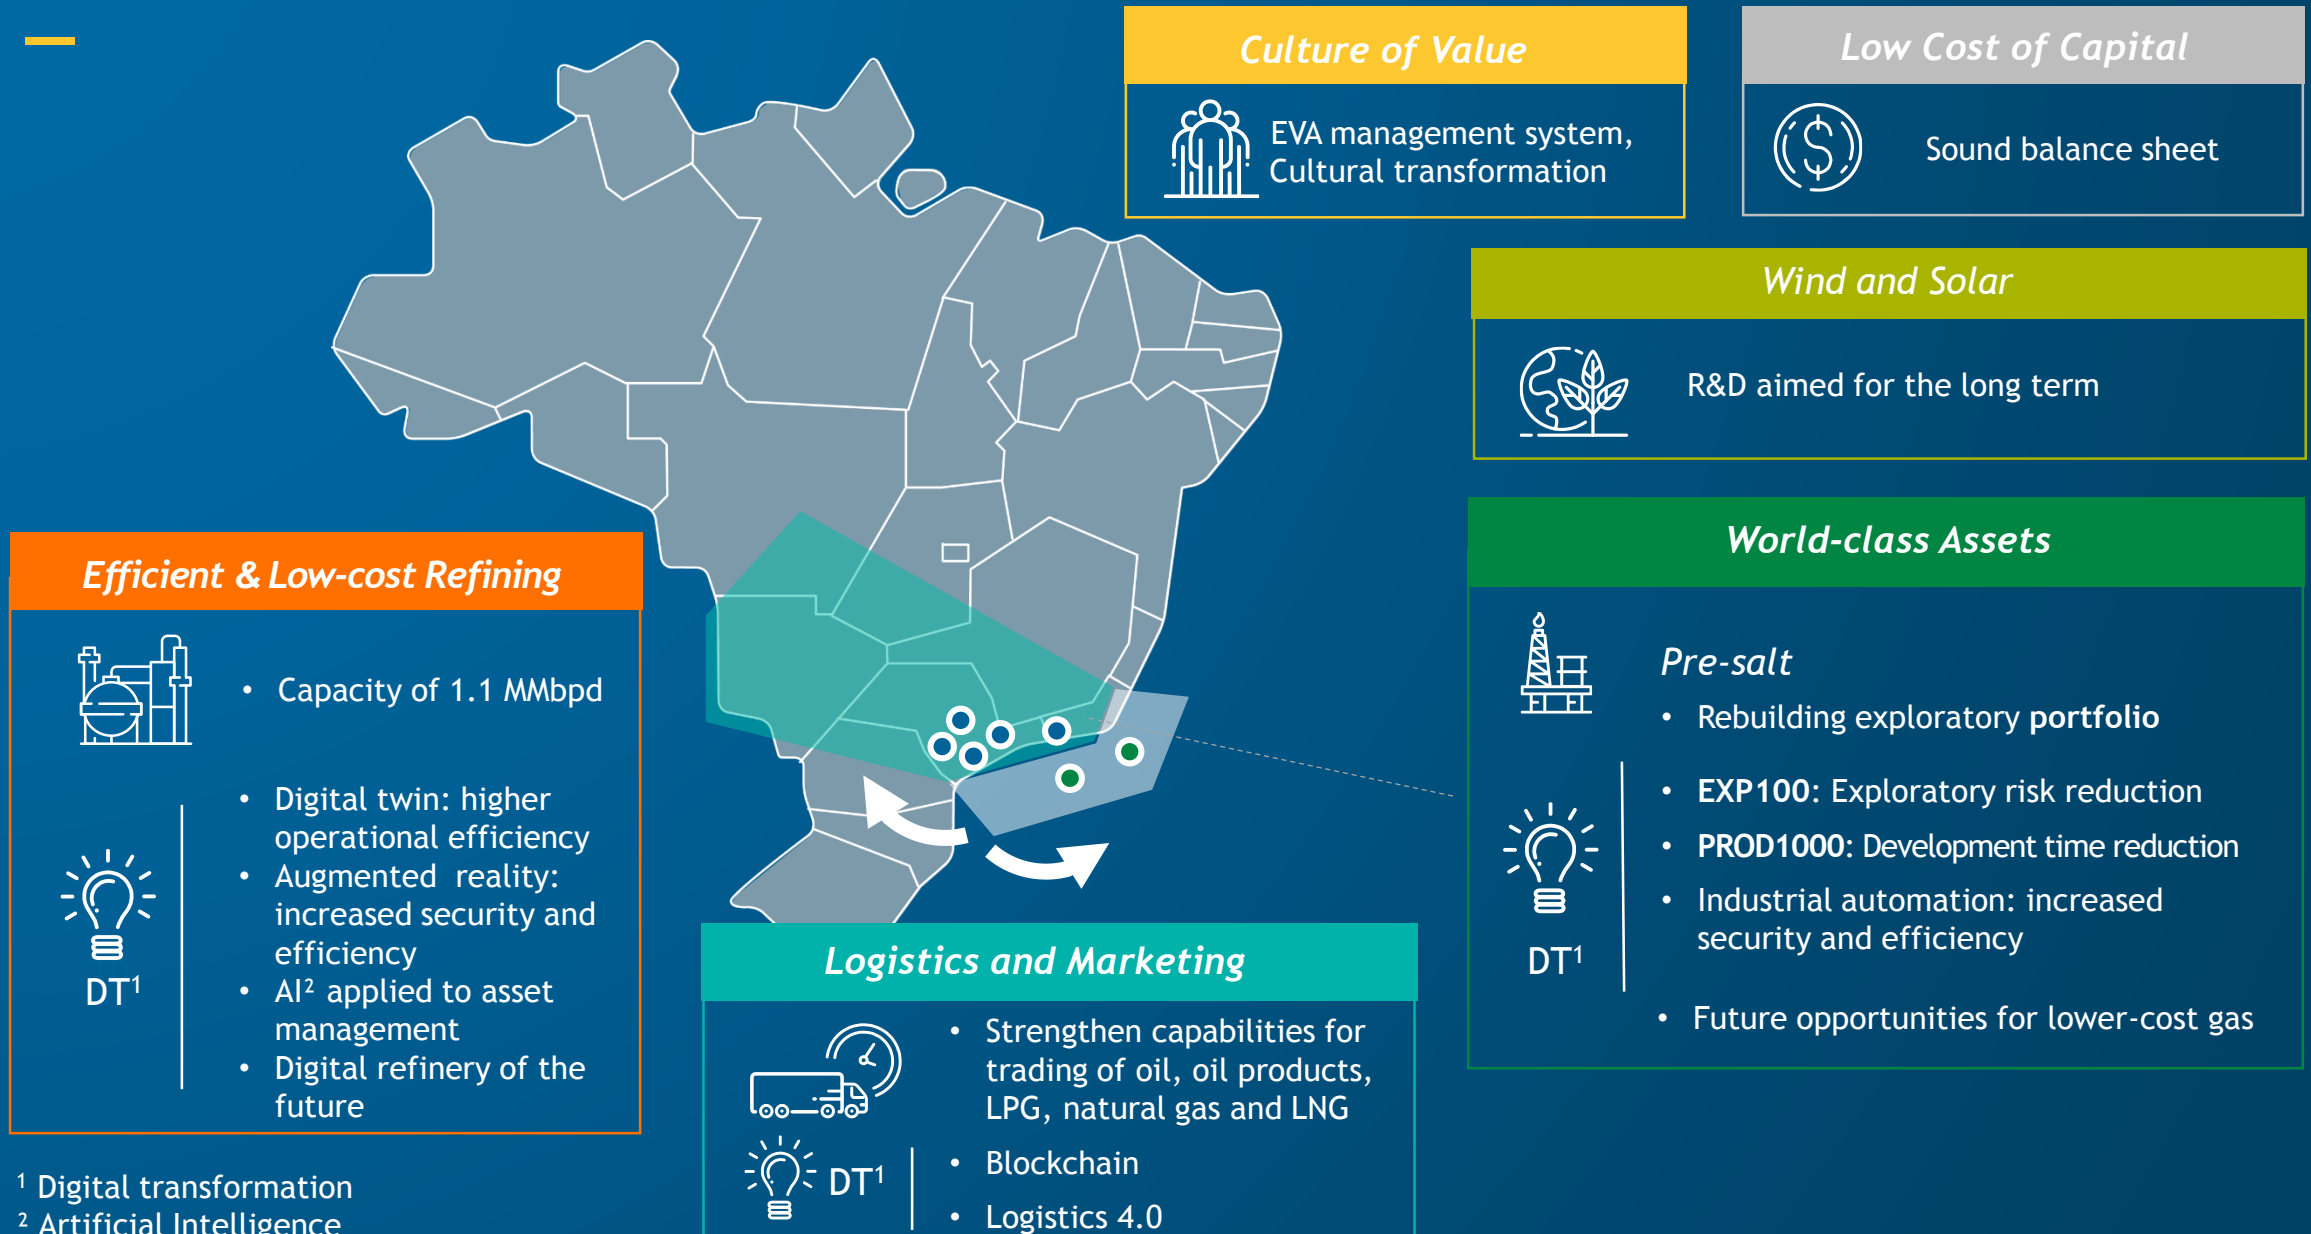 Culture of Value
EVA management system,
Cultural transformation
Low Cost of Capital
Sound balance sheet
Wind and Solar
R&D aimed for the long term
World-class Assets
Pre-salt
• Rebuilding exploratory portfolio
• EXP100: Exploratory risk reduction
• PROD1000: Development time reduction
• Industrial automation: increased
security and efficiency
DT¹
• Future opportunities for lower-cost gas
Efficient & Low-cost Refining
• Capacity of 1.1 MMbpd
• Digital twin: higher
operational efficiency
• Augmented reality:
increased security and
efficiency
• AI² applied to asset
management
• Digital refinery of the
future
DT¹
Logistics and Marketing
• Strengthen capabilities for
trading of oil, oil products,
LPG, natural gas and LNG
DT¹
• Blockchain
• Logistics 4.0
¹ Digital transformation
² Artificial Intelligence